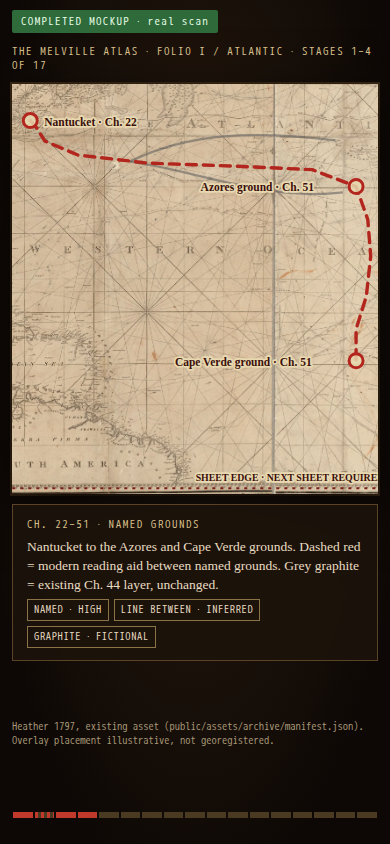 COMPLETED MOCKUP · real scan
THE MELVILLE ATLAS · FOLIO I / ATLANTIC · STAGES 1–4
OF 17
Nantucket · Ch. 22
A T L A N T I
Azores ground · Ch. 51
W E S T E R N O C E A
Cape Verde ground · Ch. 51
UTH AMERICA
SHEET EDGE · NEXT SHEET REQUIRE
CH. 22–51 · NAMED GROUNDS
Nantucket to the Azores and Cape Verde grounds. Dashed red
= modern reading aid between named grounds. Grey graphite
= existing Ch. 44 layer, unchanged.
NAMED · HIGH
LINE BETWEEN · INFERRED
GRAPHITE · FICTIONAL
Heather 1797, existing asset (public/assets/archive/manifest.json).
Overlay placement illustrative, not georegistered.